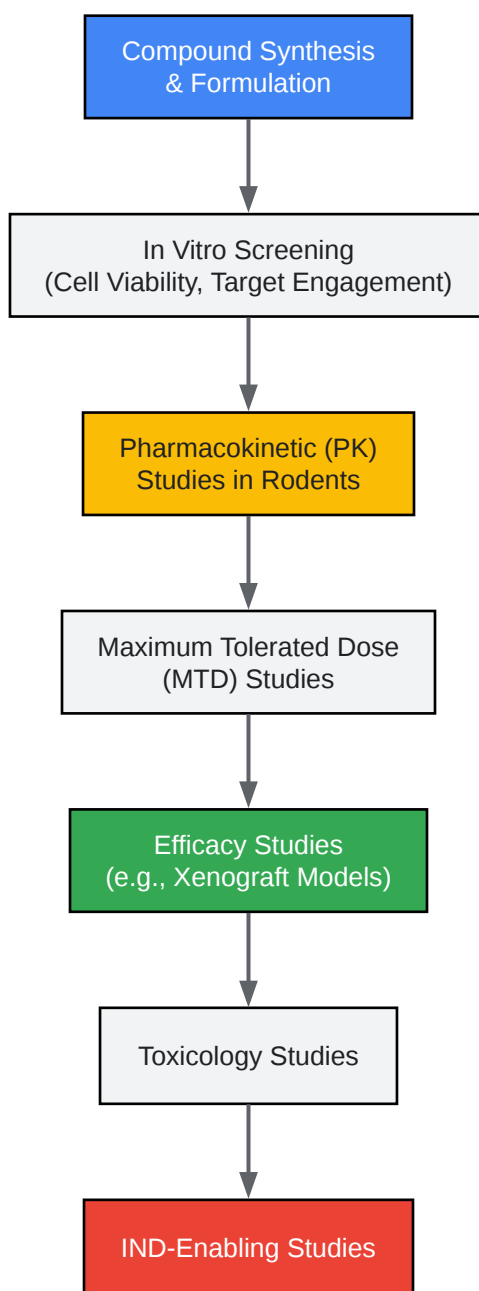 Compound Synthesis
& Formulation
In Vitro Screening
(Cell Viability, Target Engagement)
Pharmacokinetic (PK)
Studies in Rodents
Maximum Tolerated Dose
(MTD) Studies
Efficacy Studies
(e.g., Xenograft Models)
Toxicology Studies
IND-Enabling Studies